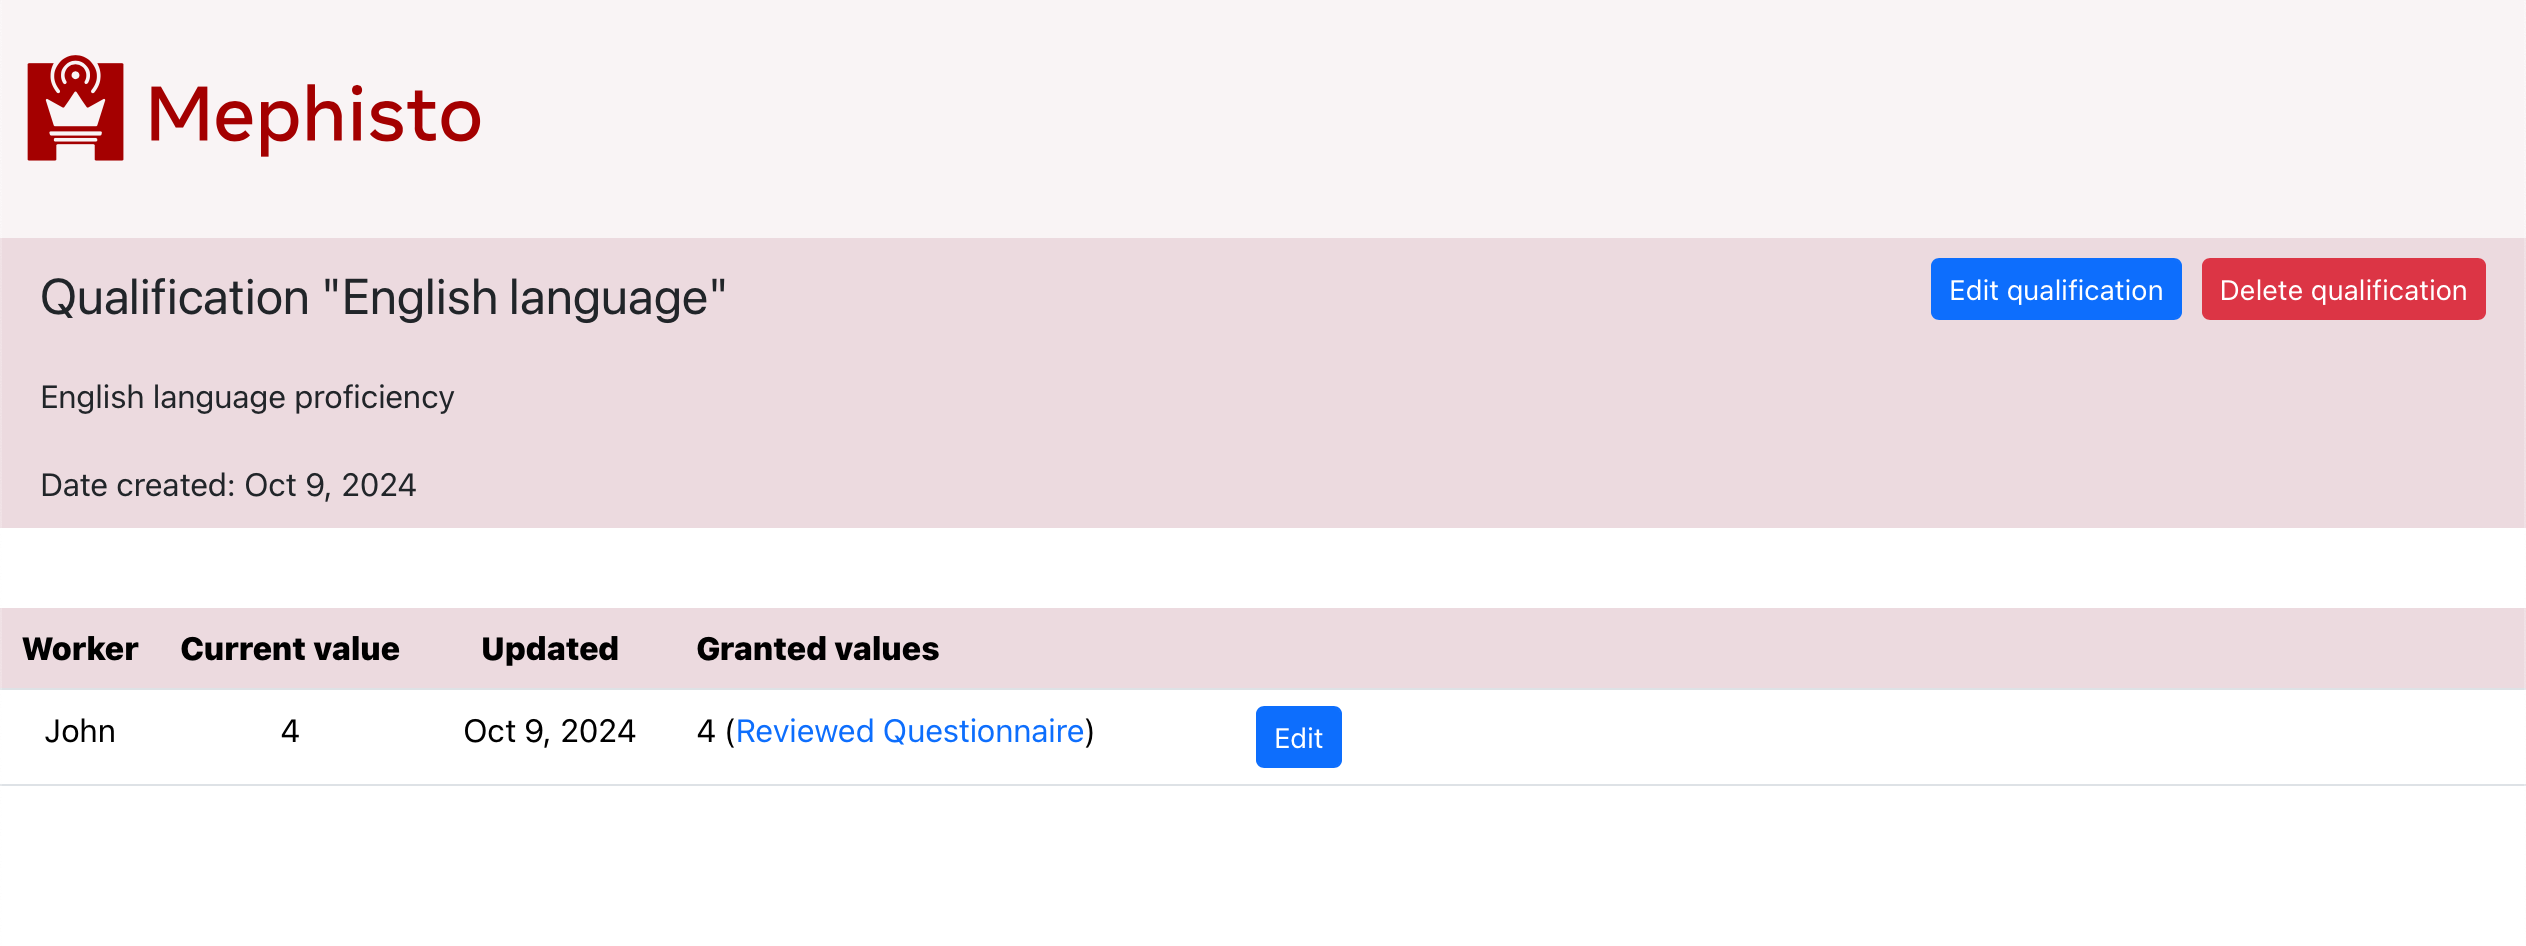 Mephisto
Qualification "English language"
Edit qualification
Delete qualification
English language proficiency
Date created: Oct 9, 2024
Worker Current value Updated Granted values
John 4 Oct 9, 2024 4 (Reviewed Questionnaire) Edit